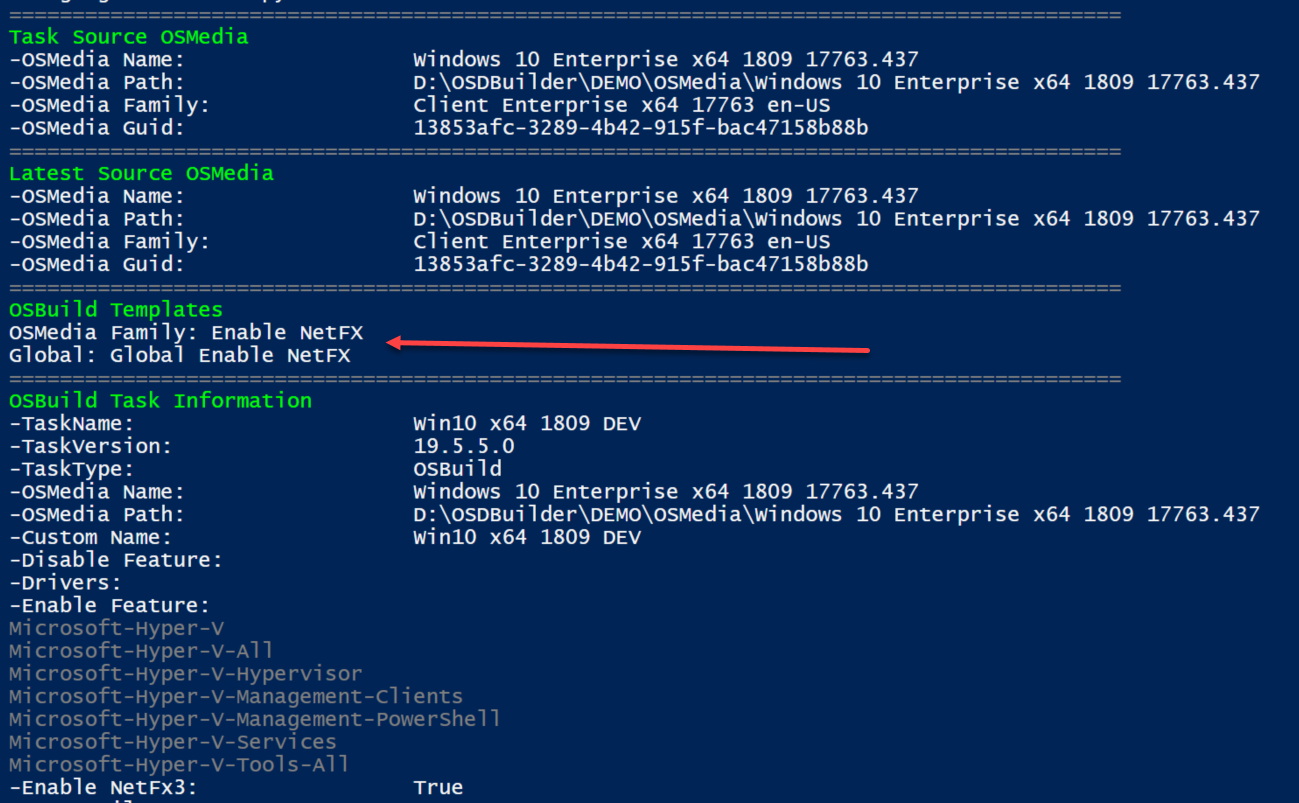 ================================================================================
Task Source OSMedia
-OSMedia Name: Windows 10 Enterprise x64 1809 17763.437
-OSMedia Path: D:\OSDBuilder\DEMO\OSMedia\Windows 10 Enterprise x64 1809 17763.437
-OSMedia Family: Client Enterprise x64 17763 en-US
-OSMedia Guid: 13853afc-3289-4b42-915f-bac47158b88b
================================================================================
Latest Source OSMedia
-OSMedia Name: Windows 10 Enterprise x64 1809 17763.437
-OSMedia Path: D:\OSDBuilder\DEMO\OSMedia\Windows 10 Enterprise x64 1809 17763.437
-OSMedia Family: Client Enterprise x64 17763 en-US
-OSMedia Guid: 13853afc-3289-4b42-915f-bac47158b88b
================================================================================
OSBuild Templates
OSMedia Family: Enable NetFX
Global: Global Enable NetFX
================================================================================
OSBuild Task Information
-TaskName: Win10 x64 1809 DEV
-TaskVersion: 19.5.5.0
-TaskType: OSBuild
-OSMedia Name: Windows 10 Enterprise x64 1809 17763.437
-OSMedia Path: D:\OSDBuilder\DEMO\OSMedia\Windows 10 Enterprise x64 1809 17763.437
-Custom Name: Win10 x64 1809 DEV
-Disable Feature:
-Drivers:
-Enable Feature:
Microsoft-Hyper-V
Microsoft-Hyper-V-All
Microsoft-Hyper-V-Hypervisor
Microsoft-Hyper-V-Management-Clients
Microsoft-Hyper-V-Management-PowerShell
Microsoft-Hyper-V-Services
Microsoft-Hyper-V-Tools-All
-Enable NetFx3: True